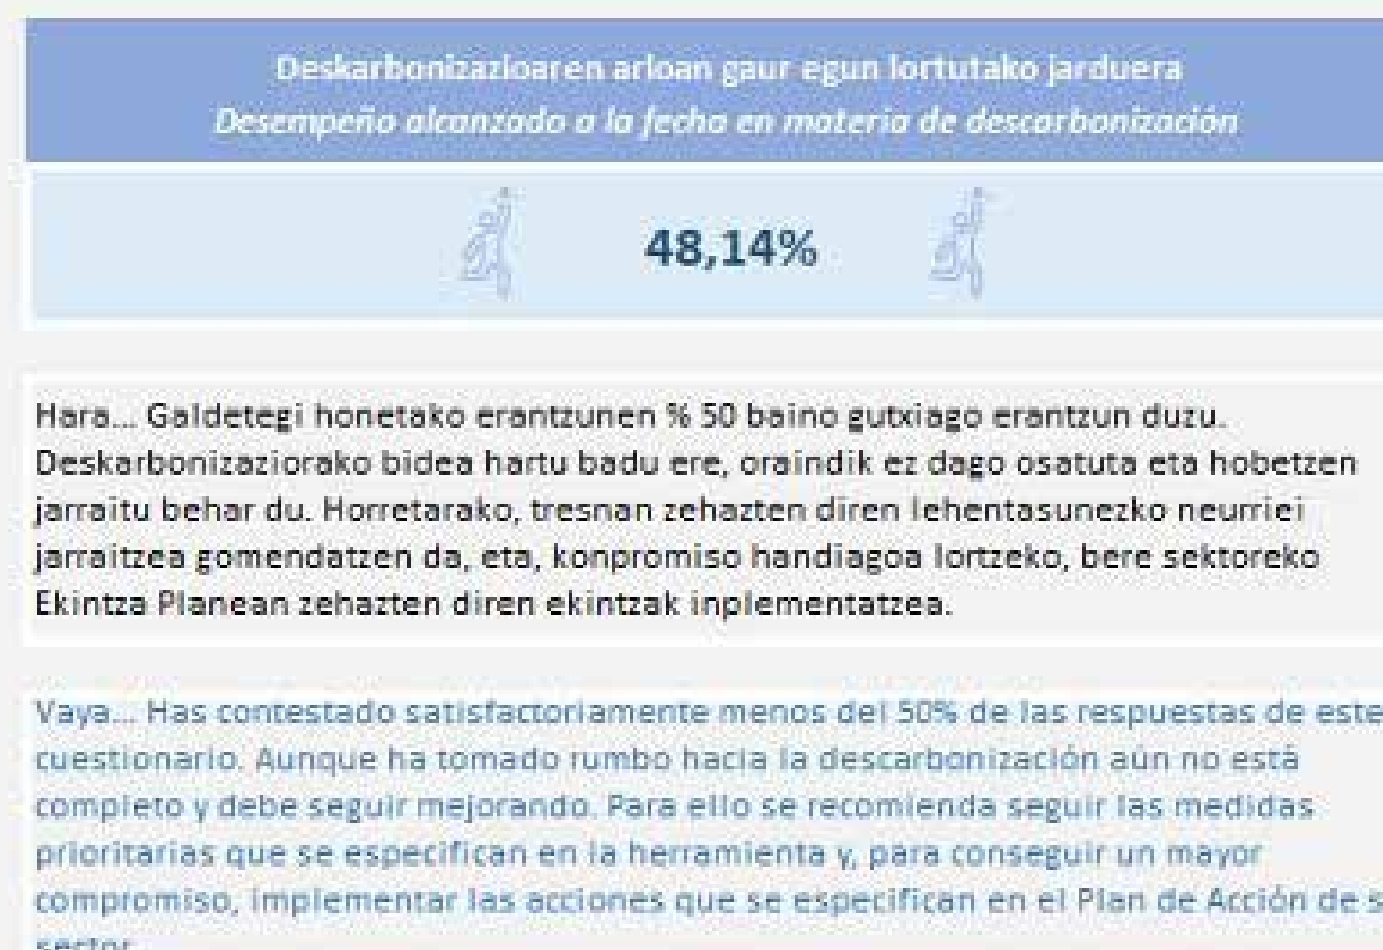 Deskarbonizazioaren arloan gaur egun lortutako jarduera
Desempeño alcanzado a la fecha en materia de descarbonización
48,14%
Hara... Galdetegi honetako erantzunen % 50 baino gutxiago erantzun duzu.
Deskarbonizaziorako bidea hartu badu ere, oraindik ez dago osatuta eta hobetzen
jarraitu behar du. Horretarako, tresnan zehazten diren lehentasunezko neurriei
jarraitzea gomendatzen da, eta, konpromiso handiagoa lortzeko, bere sektoreko
Ekintza Planean zehazten diren ekintzak inplementatzea.
Vaya... Has contestado satisfactoriamente menos del 50% de las respuestas de este
cuestionario. Aunque ha tomado rumbo hacia la descarbonización aún no está
completo y debe seguir mejorando. Para ello se recomienda seguir las medidas
prioritarias que se especifican en la herramienta y, para conseguir un mayor
compromiso, implementar las acciones que se especifican en el Plan de Acción de s
sector.